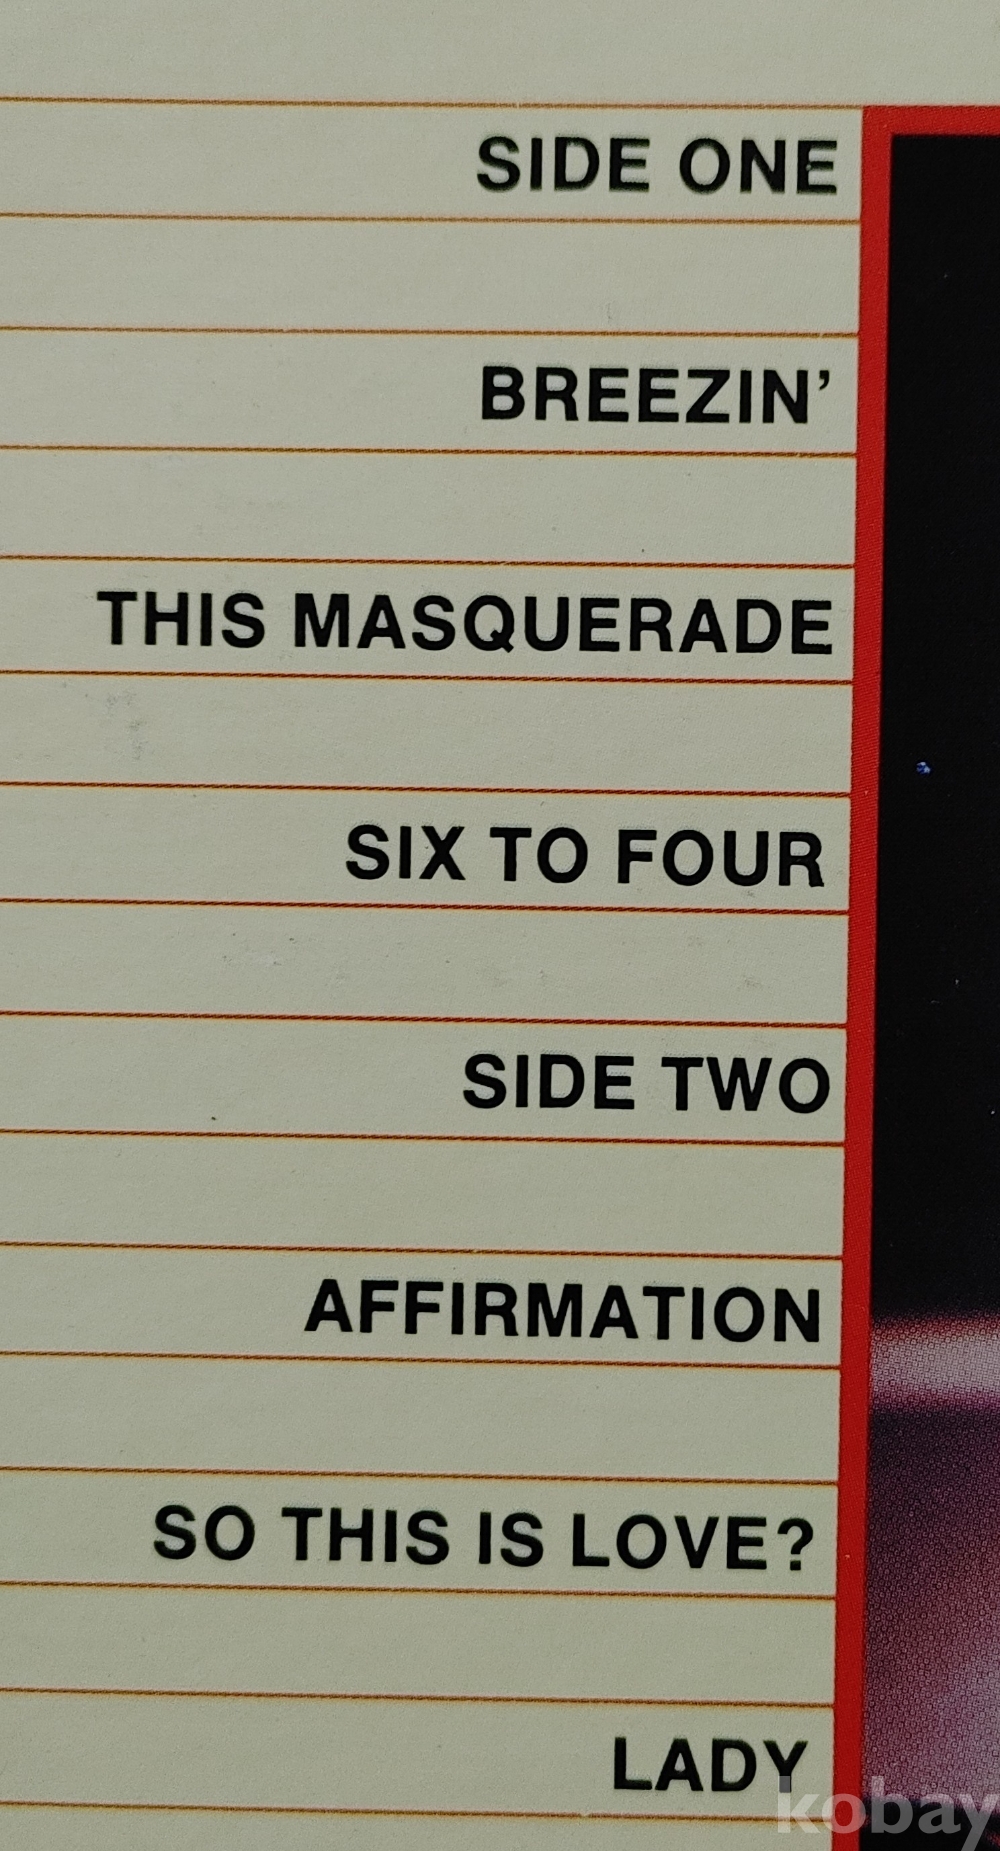 SIDE ONE
BREEZIN’
THIS MASQUERADE
SIX TO FOUR
SIDE TWO
AFFIRMATION
SO THIS IS LOVE?
LADY
kobay